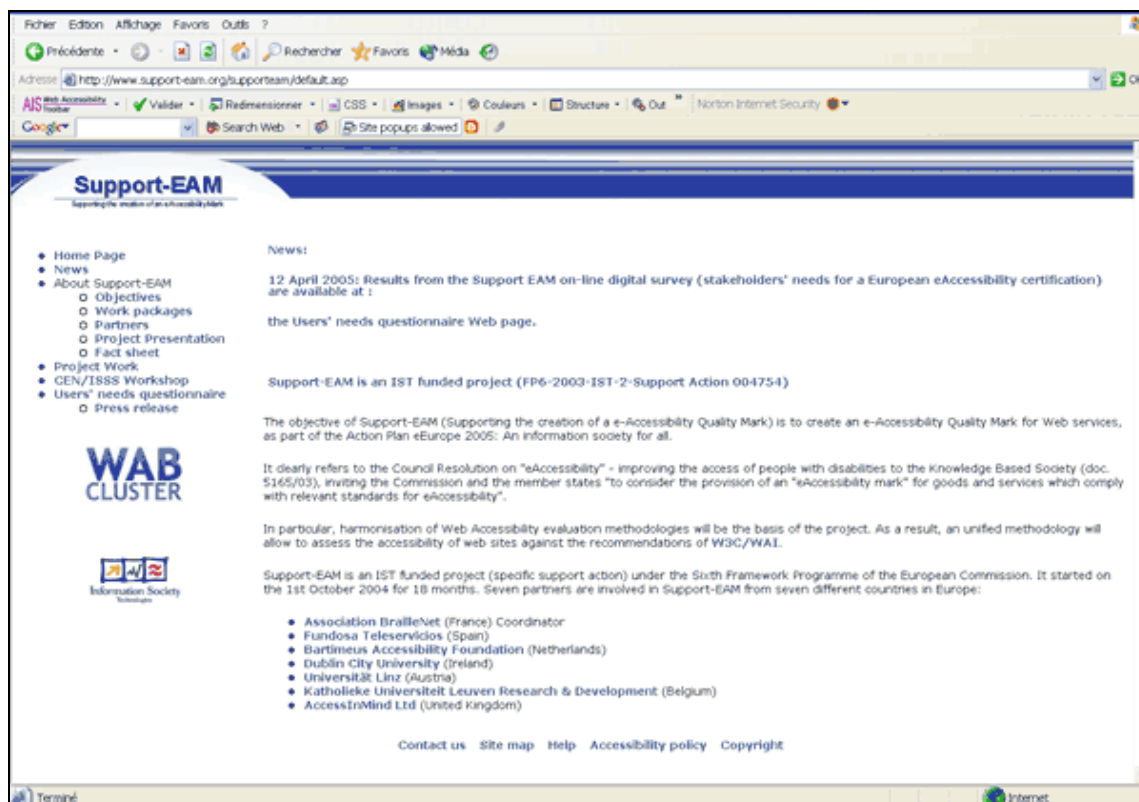 Fichier Edition Affichage Favoris Outils ?
Précédente Rechercher Favoris Média
Adresse http://www.support-eam.org/supporteam/default.asp OK
AIS Web Accessibility Toolbar Valider Redimensionner CSS Images Couleurs Structure Out » Norton Internet Security
Google Search Web Site popups allowed
Support-EAM
Supporting the creation of an eAccessibility Mark
Home Page
News
About Support-EAM
Objectives
Work packages
Partners
Project Presentation
Fact sheet
Project Work
CEN/ISSS Workshop
Users' needs questionnaire
Press release
WAB
CLUSTER
Information Society
Technologies
News:
12 April 2005: Results from the Support EAM on-line digital survey (stakeholders' needs for a European eAccessibility certification)
are available at :
the Users' needs questionnaire Web page.
Support-EAM is an IST funded project (FP6-2003-IST-2-Support Action 004754)
The objective of Support-EAM (Supporting the creation of a e-Accessibility Quality Mark) is to create an e-Accessibility Quality Mark for Web services,
as part of the Action Plan eEurope 2005: An information society for all.
It clearly refers to the Council Resolution on "eAccessibility" - improving the access of people with disabilities to the Knowledge Based Society (doc.
5165/03), inviting the Commission and the member states "to consider the provision of an "eAccessibility mark" for goods and services which comply
with relevant standards for eAccessibility".
In particular, harmonisation of Web Accessibility evaluation methodologies will be the basis of the project. As a result, an unified methodology will
allow to assess the accessibility of web sites against the recommendations of W3C/WAI.
Support-EAM is an IST funded project (specific support action) under the Sixth Framework Programme of the European Commission. It started on
the 1st October 2004 for 18 months. Seven partners are involved in Support-EAM from seven different countries in Europe:
Association BrailleNet (France) Coordinator
Fundosa Teleservicios (Spain)
Bartimeus Accessibility Foundation (Netherlands)
Dublin City University (Ireland)
Universität Linz (Austria)
Katholieke Universiteit Leuven Research & Development (Belgium)
AccessInMind Ltd (United Kingdom)
Contact us Site map Help Accessibility policy Copyright
Terminé Internet